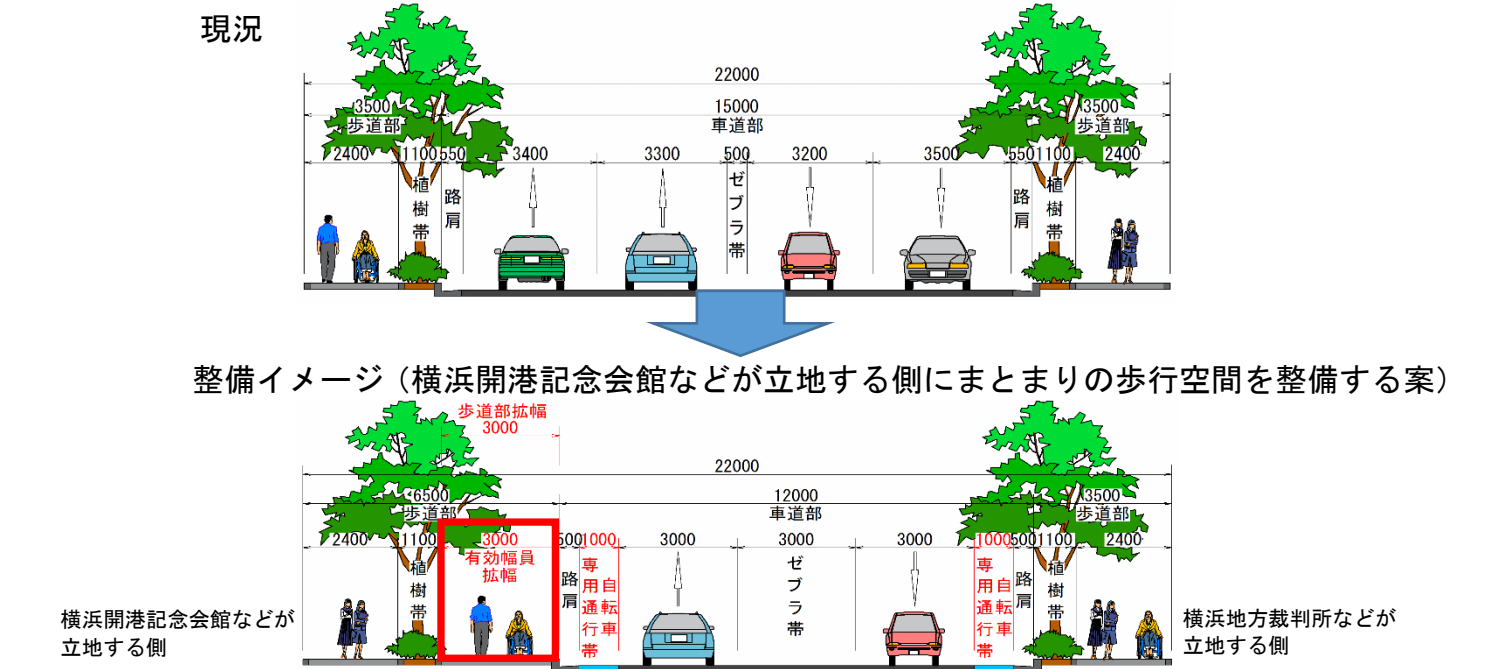 現況
22000
3500
15000
3500
歩道部
車道部
歩道部
2400
1100
550
3400
3300
500
3200
3500
550
1100
2400
植樹帯
路肩
ゼブラ帯
路肩
植樹帯
整備イメージ（横浜開港記念会館などが立地する側にまとまりの歩行空間を整備する案）
歩道部拡幅
3000
22000
6500
12000
3500
歩道部
車道部
歩道部
2400
1100
3000
500
1000
3000
3000
3000
1000
500
1100
2400
有効幅員
拡幅
植樹帯
路肩
自転車
専用通行帯
ゼブラ帯
自転車
専用通行帯
路肩
植樹帯
横浜開港記念会館などが
立地する側
横浜地方裁判所などが
立地する側